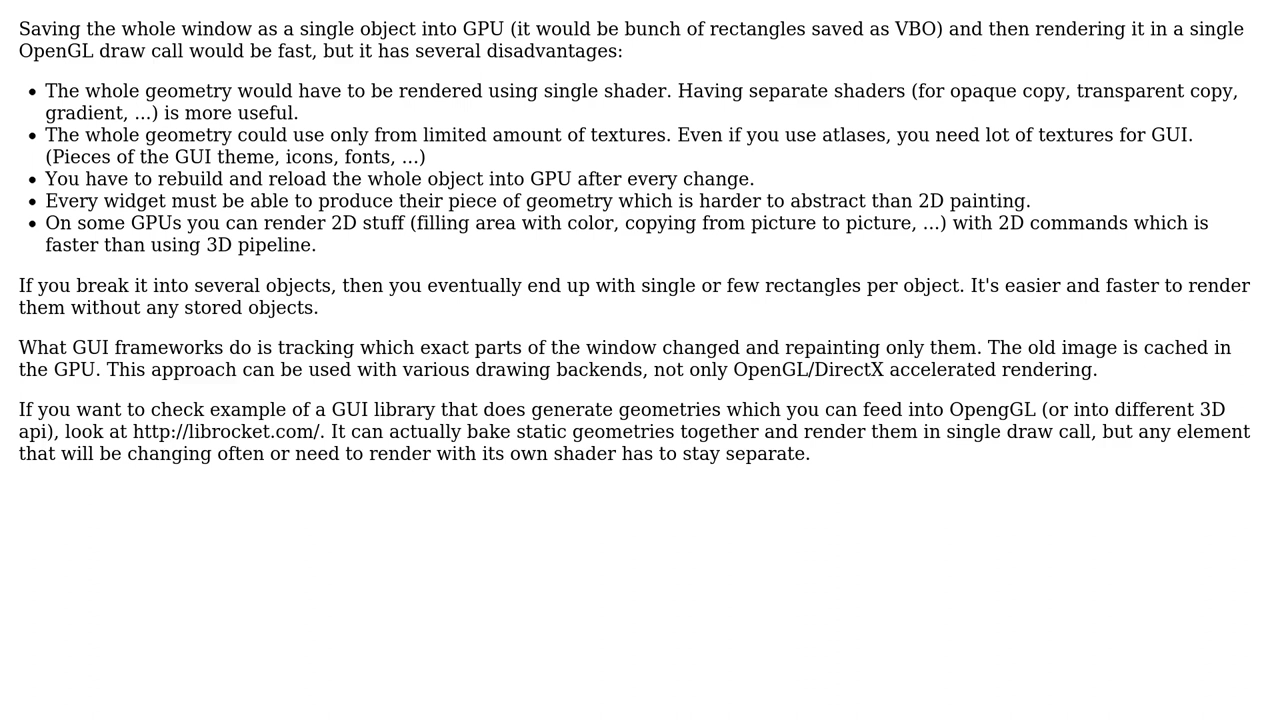 Saving the whole window as a single object into GPU (it would be bunch of rectangles saved as VBO) and then rendering it in a single
OpenGL draw call would be fast, but it has several disadvantages:
• The whole geometry would have to be rendered using single shader. Having separate shaders (for opaque copy, transparent copy,
gradient, ...) is more useful.
• The whole geometry could use only from limited amount of textures. Even if you use atlases, you need lot of textures for GUI.
(Pieces of the GUI theme, icons, fonts, ...)
• You have to rebuild and reload the whole object into GPU after every change.
• Every widget must be able to produce their piece of geometry which is harder to abstract than 2D painting.
• On some GPUs you can render 2D stuff (filling area with color, copying from picture to picture, ...) with 2D commands which is
faster than using 3D pipeline.
If you break it into several objects, then you eventually end up with single or few rectangles per object. It's easier and faster to render
them without any stored objects.
What GUI frameworks do is tracking which exact parts of the window changed and repainting only them. The old image is cached in
the GPU. This approach can be used with various drawing backends, not only OpenGL/DirectX accelerated rendering.
If you want to check example of a GUI library that does generate geometries which you can feed into OpengGL (or into different 3D
api), look at http://librocket.com/. It can actually bake static geometries together and render them in single draw call, but any element
that will be changing often or need to render with its own shader has to stay separate.